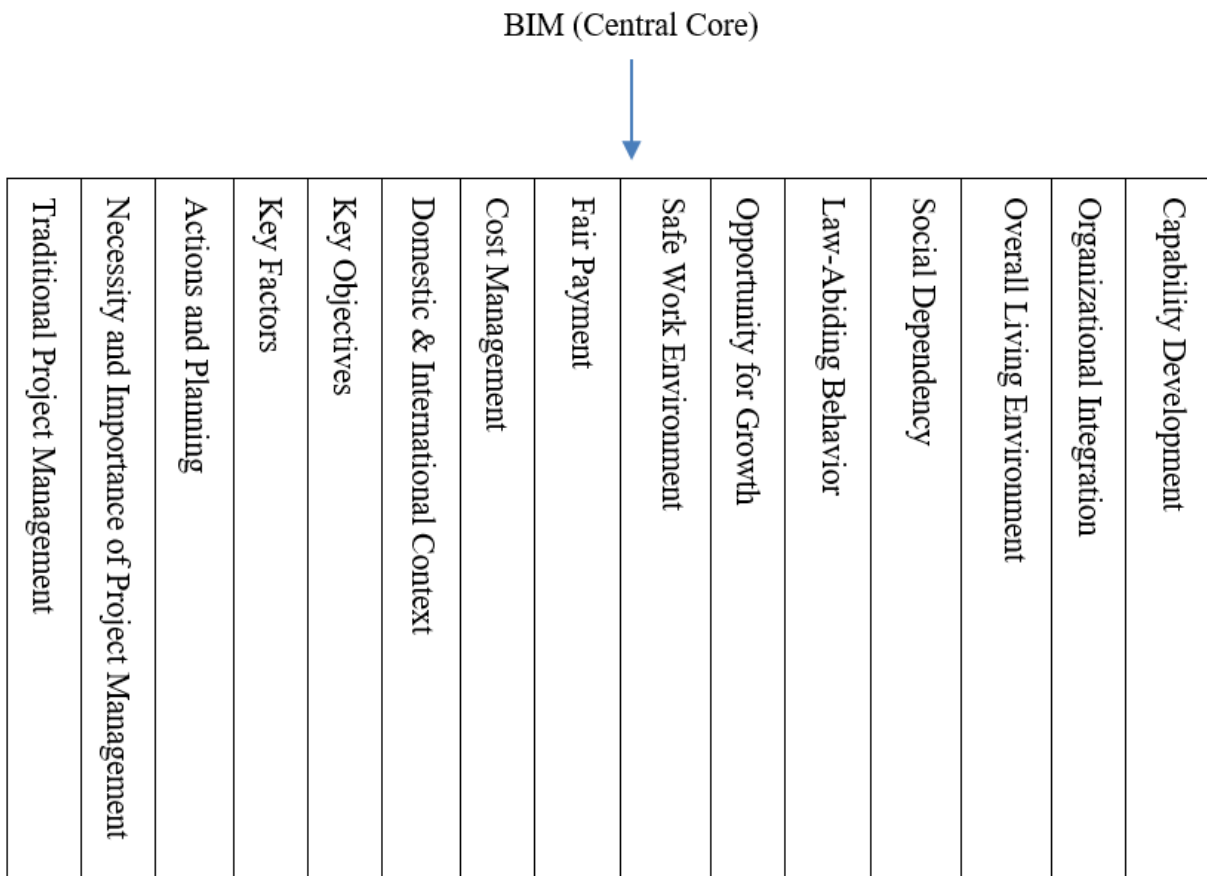 BIM (Central Core)
Traditional Project Management
Necessity and Importance of Project Management
Actions and Planning
Key Factors
Key Objectives
Domestic & International Context
Cost Management
Fair Payment
Safe Work Environment
Opportunity for Growth
Law-Abiding Behavior
Social Dependency
Overall Living Environment
Organizational Integration
Capability Development